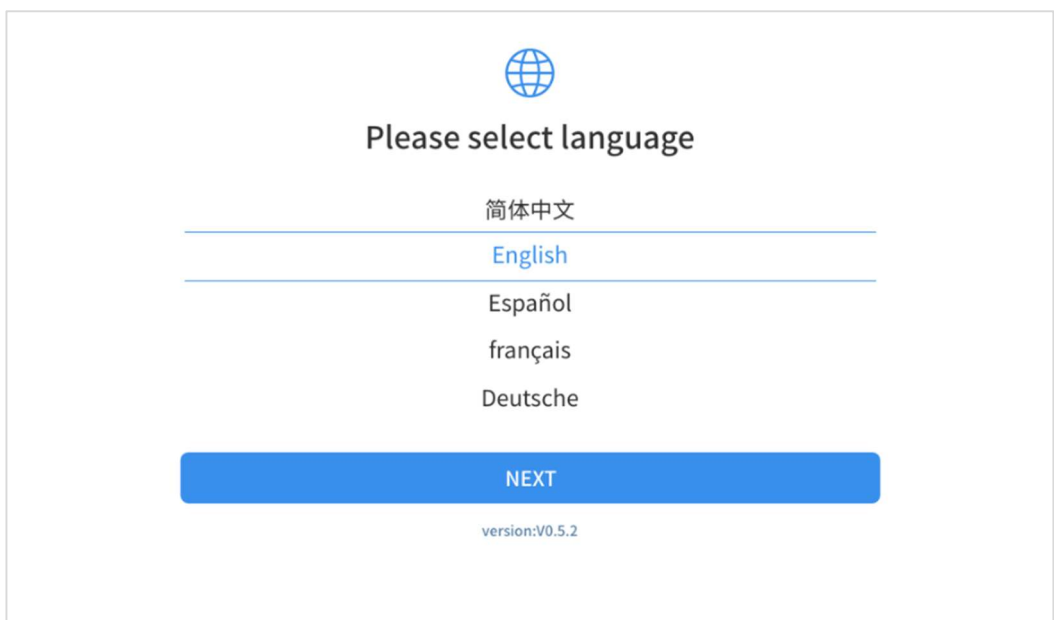 Please select language
简体中文
English
Español
français
Deutsche
NEXT
version:V0.5.2